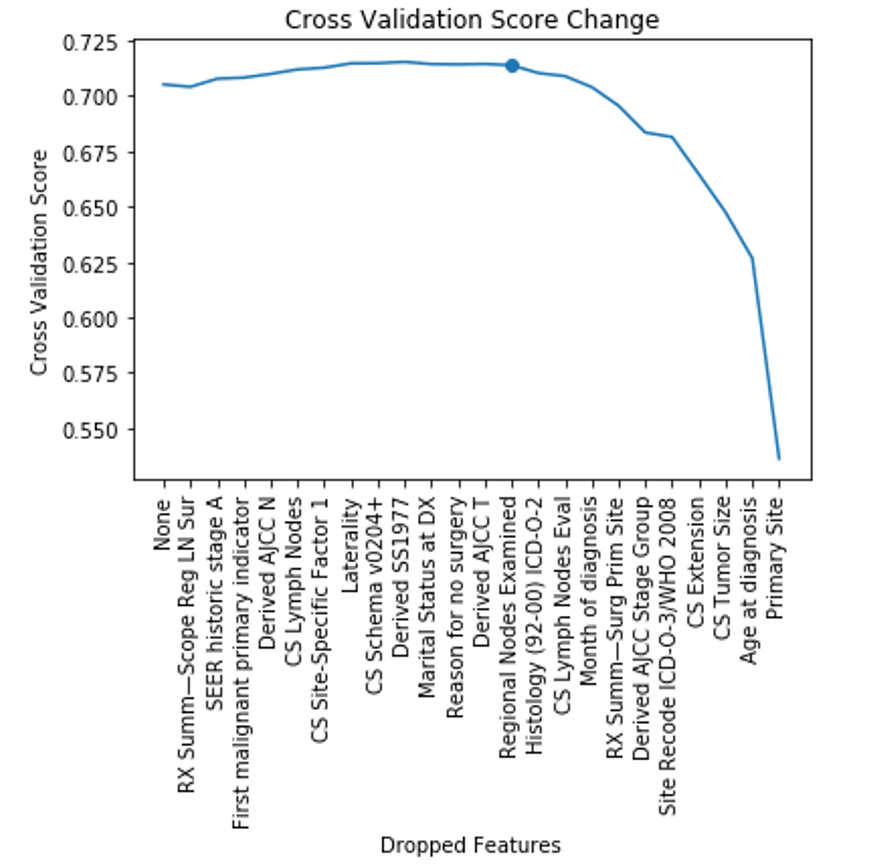 Cross Validation Score Change
0.725
0.700
0.675
0.650
0.625
0.600
0.575
0.550
Cross Validation Score
None
RX Summ—Scope Reg LN Sur
SEER historic stage A
First malignant primary indicator
Derived AJCC N
CS Lymph Nodes
CS Site-Specific Factor 1
Laterality
CS Schema v0204+
Derived SS1977
Marital Status at DX
Reason for no surgery
Derived AJCC T
Regional Nodes Examined
Histology (92-00) ICD-O-2
CS Lymph Nodes Eval
Month of diagnosis
RX Summ—Surg Prim Site
Derived AJCC Stage Group
Site Recode ICD-O-3/WHO 2008
CS Extension
CS Tumor Size
Age at diagnosis
Primary Site
Dropped Features